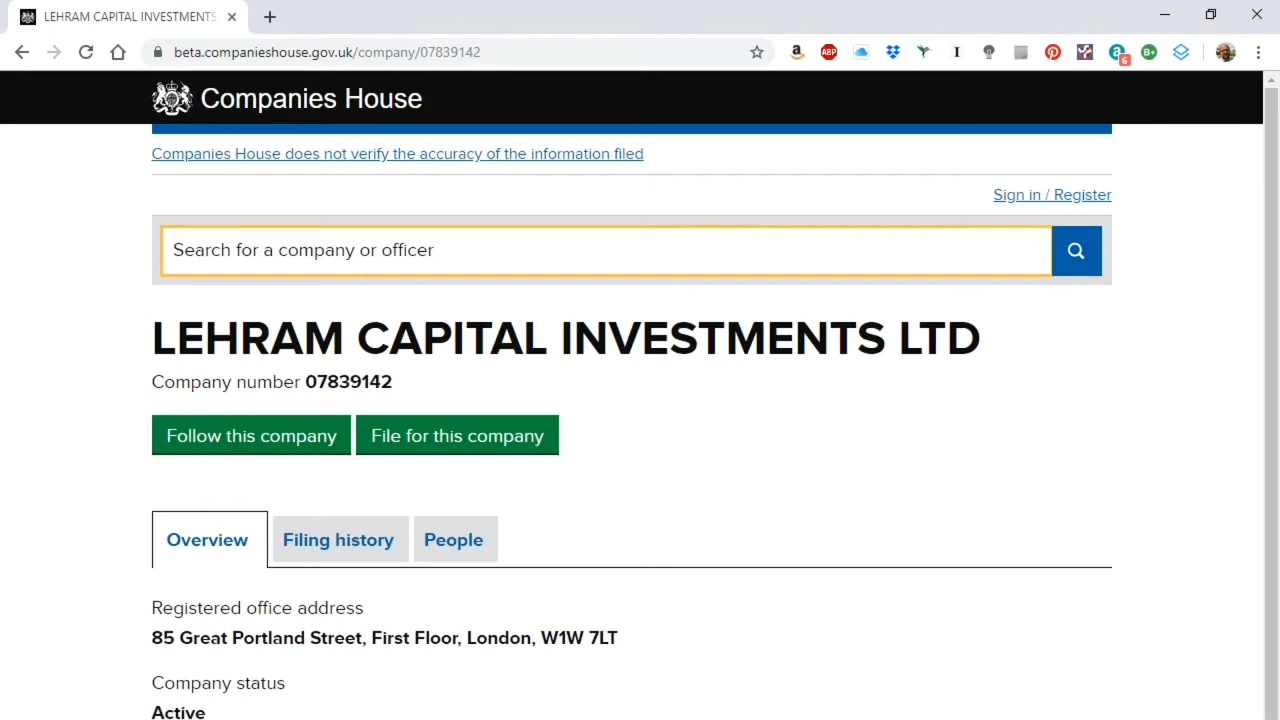 LEHRAM CAPITAL INVESTMENTS
beta.companieshouse.gov.uk/company/07839142
a
ABP
I
6
B+
Companies House
Companies House does not verify the accuracy of the information filed
Sign in / Register
Search for a company or officer
LEHRAM CAPITAL INVESTMENTS LTD
Company number 07839142
Follow this company File for this company
Overview Filing history People
Registered office address
85 Great Portland Street, First Floor, London, W1W 7LT
Company status
Active